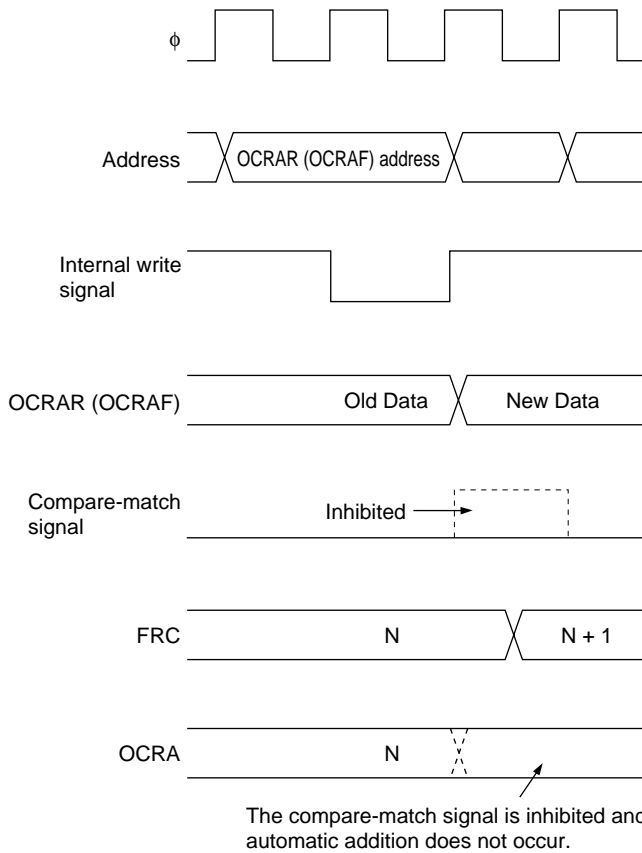 ϕ
Address
OCRAR (OCRAF) address
Internal write
signal
OCRAR (OCRAF)
Old Data
New Data
Compare-match
signal
Inhibited
FRC
N
N + 1
OCRA
N
The compare-match signal is inhibited and
automatic addition does not occur.